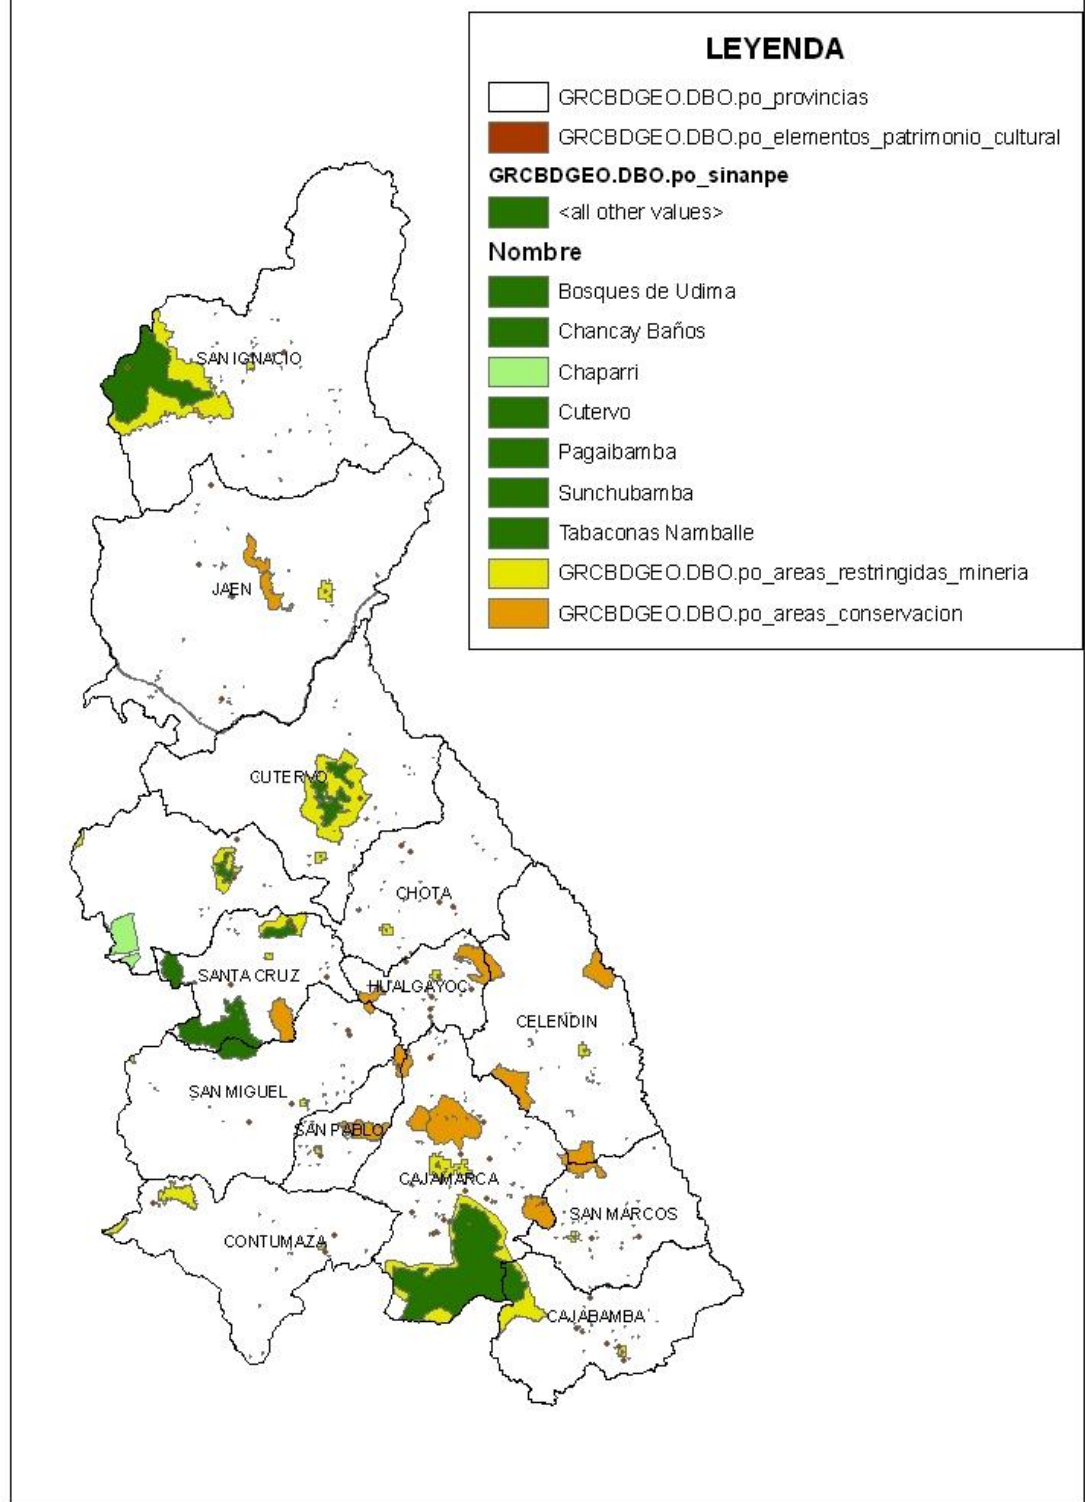 LEYENDA
GRCBDGEO.DBO.po_provincias
GRCBDGEO.DBO.po_elementos_patrimonio_cultural
GRCBDGEO.DBO.po_sinanpe
<all other values>
Nombre
Bosques de Udima
Chancay Baños
Chaparri
Cutervo
Pagaibamba
Sunchubamba
Tabaconas Namballe
GRCBDGEO.DBO.po_areas_restringidas_mineria
GRCBDGEO.DBO.po_areas_conservacion
SAN IGNACIO
JAEN
CUTERVO
CHOTA
SANTA CRUZ
HUALGAYOC
CELENDIN
SAN MIGUEL
SAN PABLO
CAJAMARCA
SAN MARCOS
CONTUMAZA
CAJABAMBA